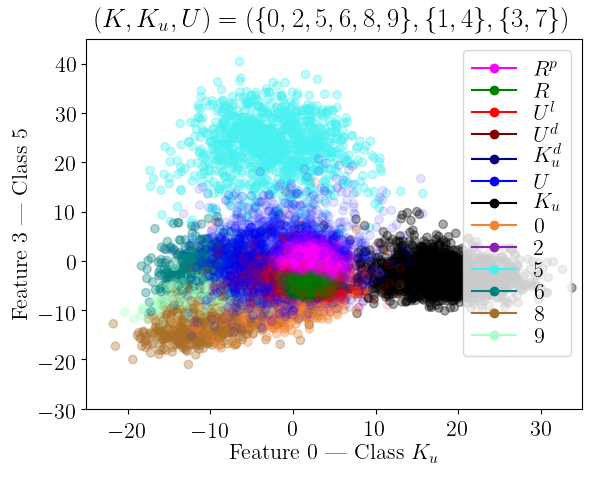 (K, K_u, U) = ({0, 2, 5, 6, 8, 9}, {1, 4}, {3, 7})
Feature 3 — Class 5
40
30
20
10
0
−10
−20
−30
−20
−10
0
10
20
30
Feature 0 — Class K_u
R^p
R
U^l
U^d
K_u^d
U
K_u
0
2
5
6
8
9